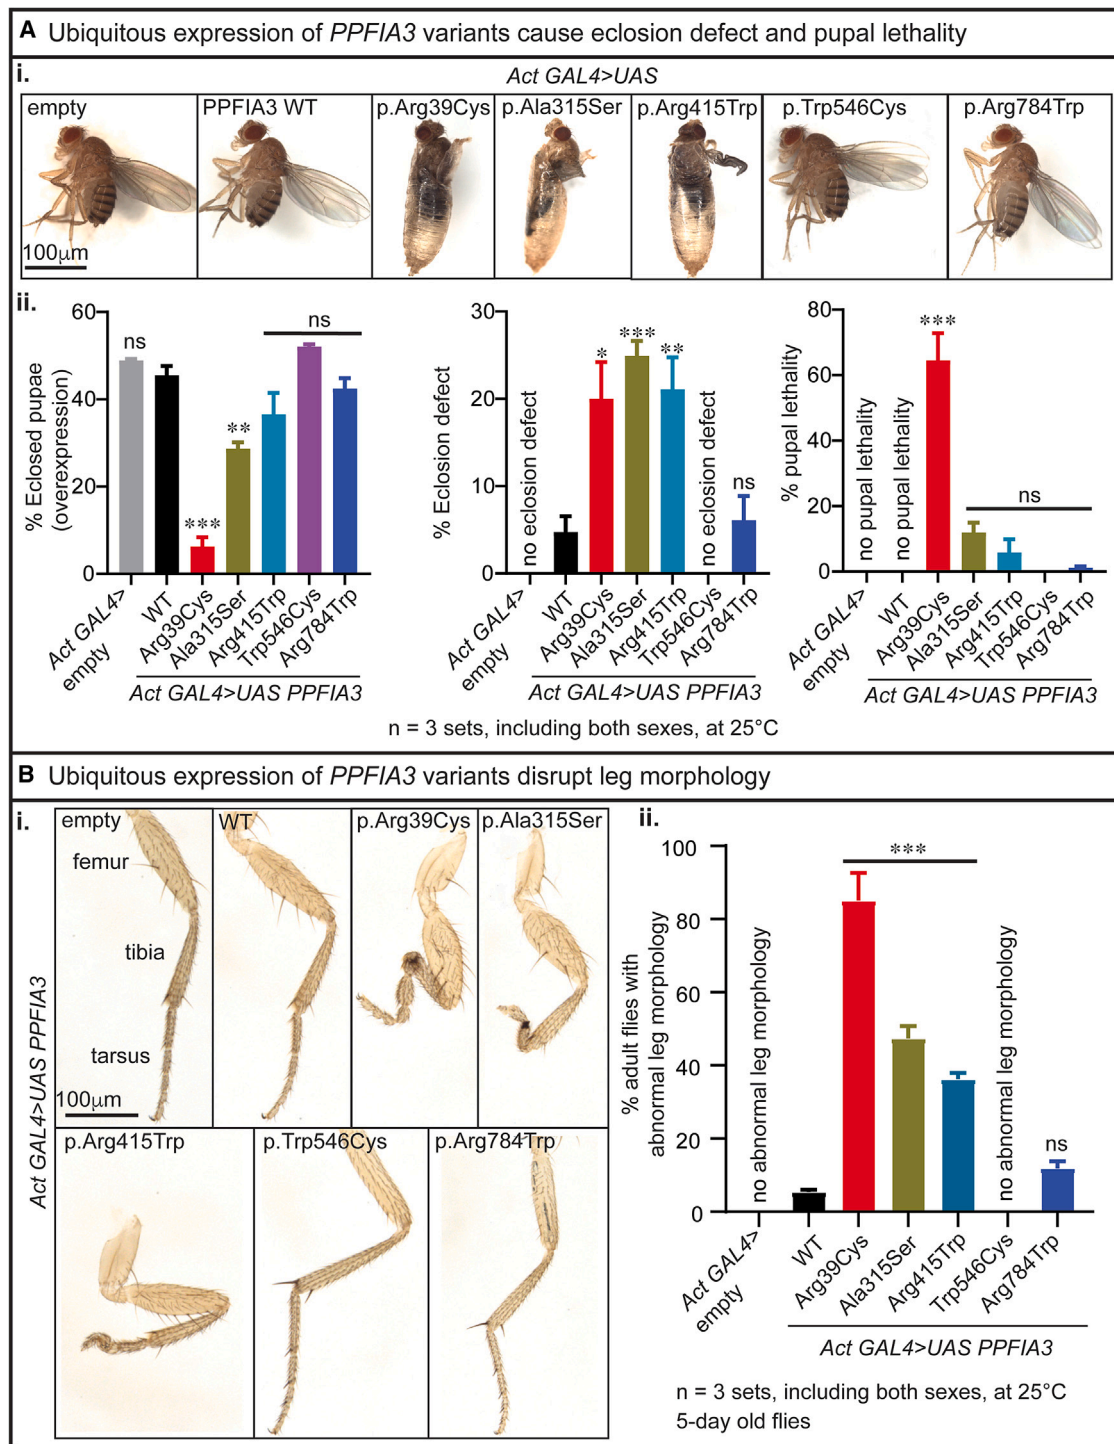 A Ubiquitous expression of PPFIA3 variants cause eclosion defect and pupal lethality
i.
Act GAL4>UAS
empty
PPFIA3 WT
p.Arg39Cys
p.Ala315Ser
p.Arg415Trp
p.Trp546Cys
p.Arg784Trp
100µm
ii.
% Eclosed pupae
(overexpression)
60
40
20
0
ns
***
**
ns
Act GAL4>
empty
WT
Arg39Cys
Ala315Ser
Arg415Trp
Trp546Cys
Arg784Trp
Act GAL4>UAS PPFIA3
% Eclosion defect
30
20
10
0
no eclosion defect
*
***
**
no eclosion defect
ns
Act GAL4>
empty
WT
Arg39Cys
Ala315Ser
Arg415Trp
Trp546Cys
Arg784Trp
Act GAL4>UAS PPFIA3
% pupal lethality
80
60
40
20
0
no pupal lethality
no pupal lethality
***
ns
Act GAL4>
empty
WT
Arg39Cys
Ala315Ser
Arg415Trp
Trp546Cys
Arg784Trp
Act GAL4>UAS PPFIA3
n = 3 sets, including both sexes, at 25°C
B Ubiquitous expression of PPFIA3 variants disrupt leg morphology
i.
Act GAL4>UAS PPFIA3
empty
femur
tibia
tarsus
100µm
WT
p.Arg39Cys
p.Ala315Ser
p.Arg415Trp
p.Trp546Cys
p.Arg784Trp
ii.
% adult flies with
abnormal leg morphology
100
80
60
40
20
0
no abnormal leg morphology
***
no abnormal leg morphology
ns
Act GAL4>
empty
WT
Arg39Cys
Ala315Ser
Arg415Trp
Trp546Cys
Arg784Trp
Act GAL4>UAS PPFIA3
n = 3 sets, including both sexes, at 25°C
5-day old flies